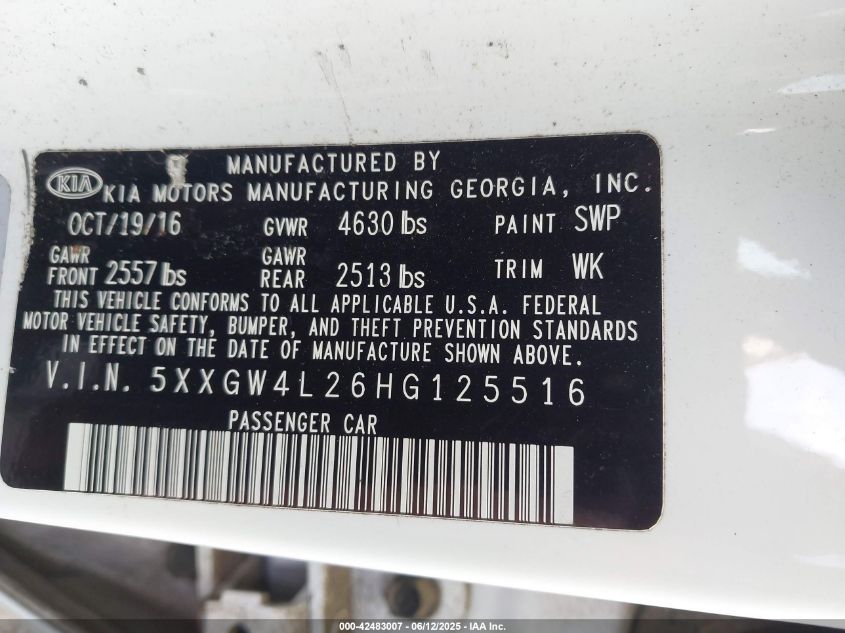 MANUFACTURED BY
KIA KIA MOTORS MANUFACTURING GEORGIA, INC.
OCT/19/16 GVWR 4630 lbs PAINT SWP
GAWR FRONT 2557 lbs GAWR REAR 2513 lbs TRIM WK
THIS VEHICLE CONFORMS TO ALL APPLICABLE U.S.A. FEDERAL
MOTOR VEHICLE SAFETY, BUMPER, AND THEFT PREVENTION STANDARDS
IN EFFECT ON THE DATE OF MANUFACTURE SHOWN ABOVE.
V.I.N. 5XXGW4L26HG125516
PASSENGER CAR
000-42483007 - 06/12/2025 - IAA Inc.